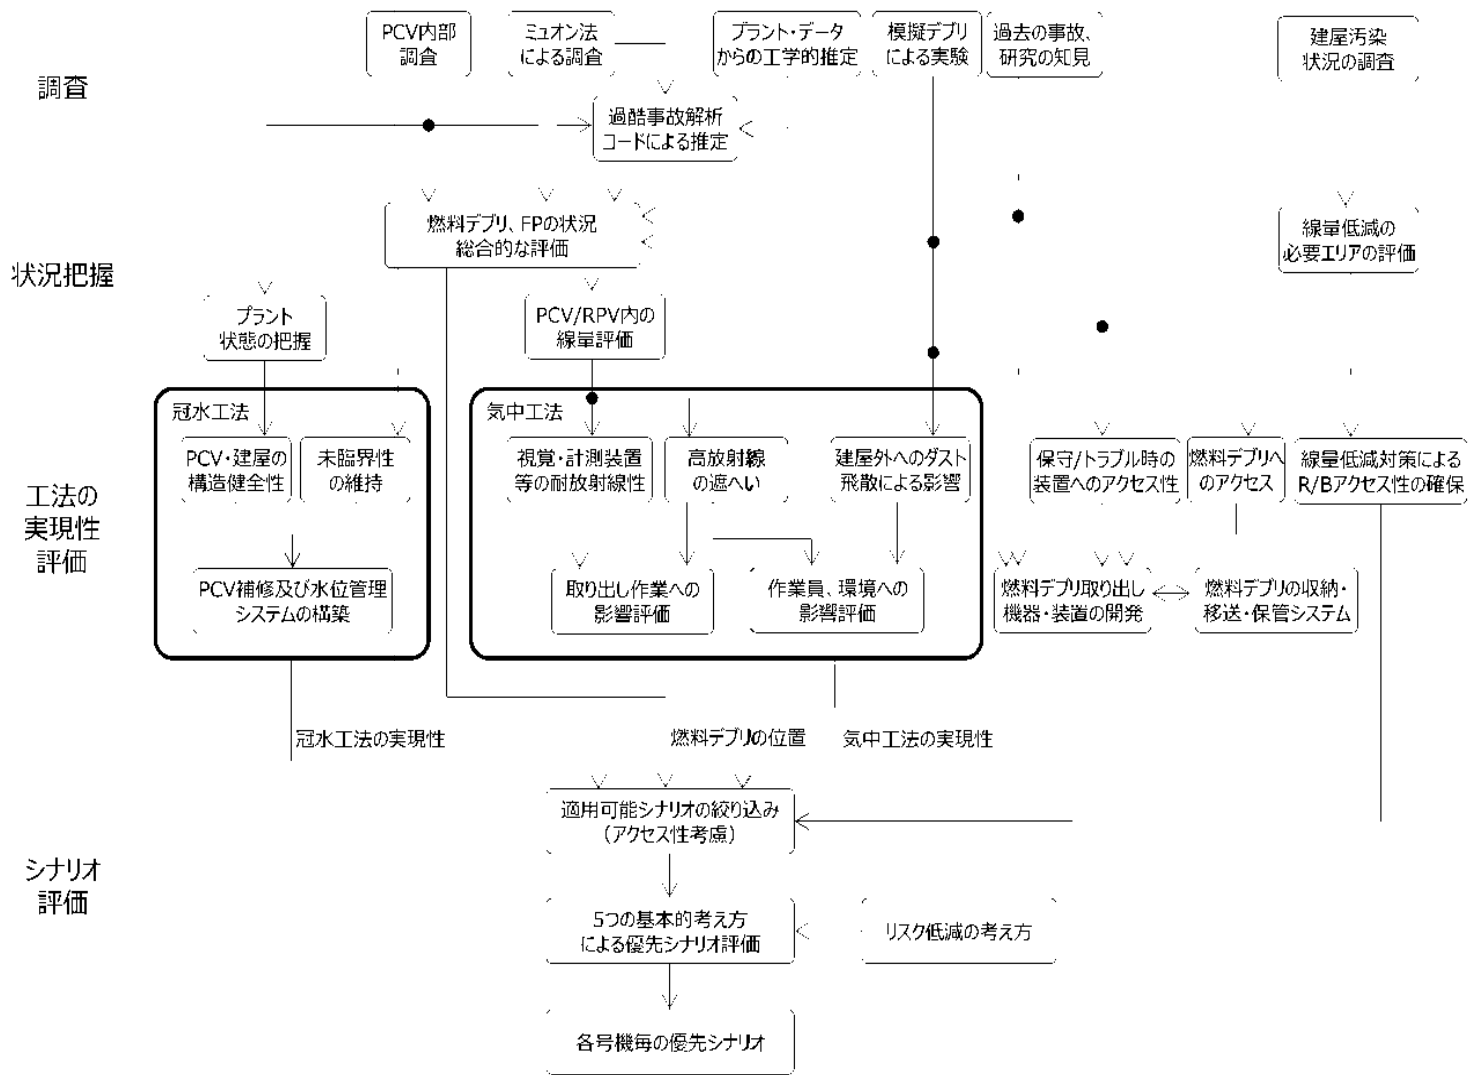 調査
PCV内部
調査
ミュオン法
による調査
プラント・データ
からの工学的推定
模擬デブリ
による実験
過去の事故、
研究の知見
建屋汚染
状況の調査
過酷事故解析
コードによる推定
状況把握
燃料デブリ、FPの状況
総合的な評価
線量低減の
必要エリアの評価
プラント
状態の把握
PCV/RPV内の
線量評価
工法の
実現性
評価
冠水工法
PCV・建屋の
構造健全性
未臨界性
の維持
PCV補修及び水位管理
システムの構築
気中工法
視覚・計測装置
等の耐放射線性
高放射線
の遮へい
建屋外へのダスト
飛散による影響
取り出し作業への
影響評価
作業員、環境への
影響評価
保守/トラブル時の
装置へのアクセス性
燃料デブリへ
のアクセス
線量低減対策による
R/Bアクセス性の確保
燃料デブリ取り出し
機器・装置の開発
燃料デブリの収納・
移送・保管システム
冠水工法の実現性
燃料デブリの位置
気中工法の実現性
シナリオ
評価
適用可能シナリオの絞り込み
（アクセス性考慮）
5つの基本的考え方
による優先シナリオ評価
リスク低減の考え方
各号機毎の優先シナリオ